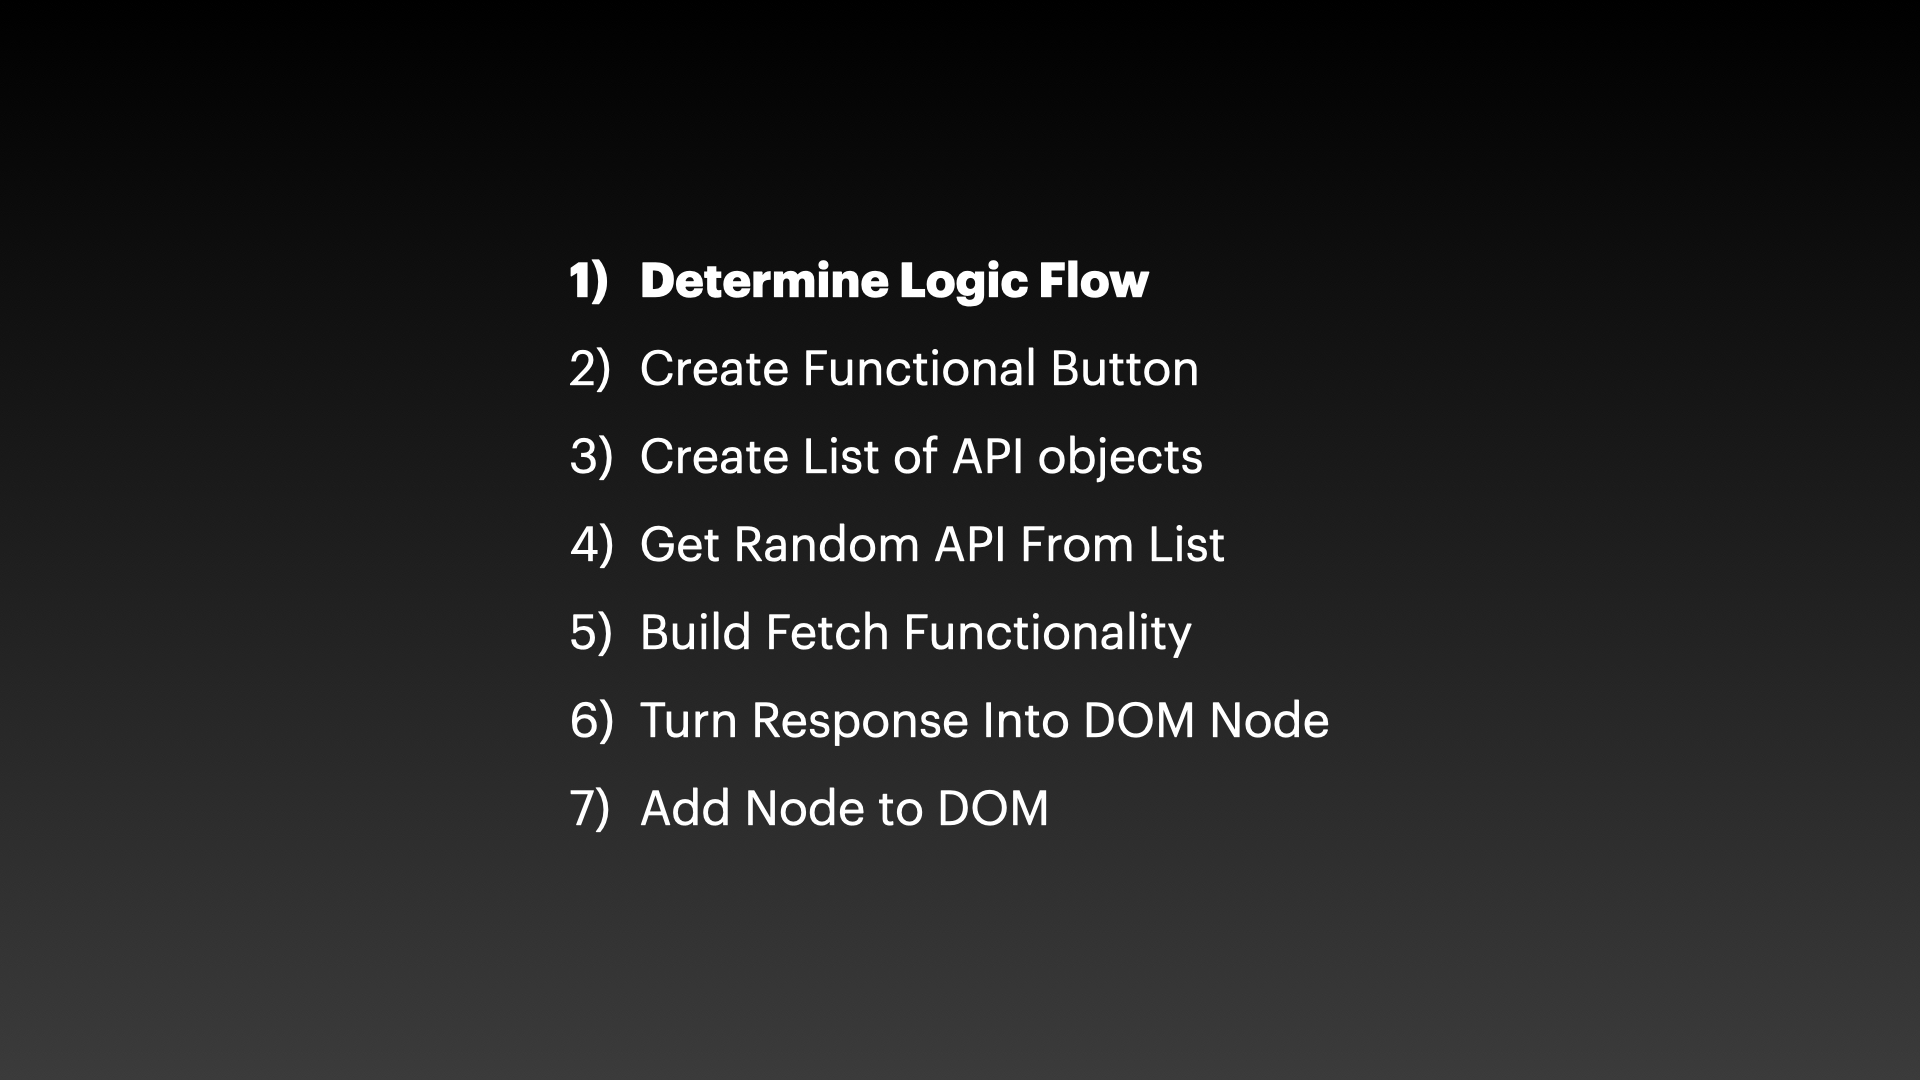 1) Determine Logic Flow
2) Create Functional Button
3) Create List of API objects
4) Get Random API From List
5) Build Fetch Functionality
6) Turn Response Into DOM Node
7) Add Node to DOM